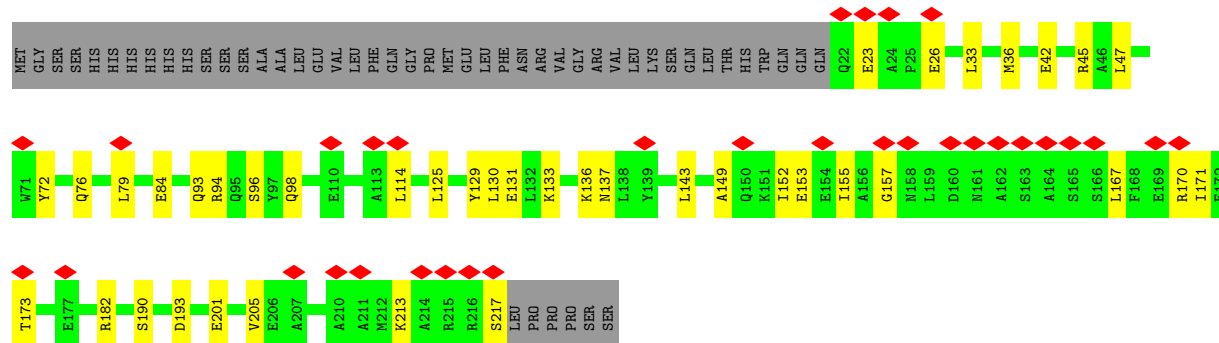 MET GLY SER SER HIS HIS HIS HIS HIS HIS SER SER SER ALA ALA LEU GLU VAL LEU PHE GLN GLY PRO MET GLU LEU PHE ASN ARG VAL GLY ARG VAL LEU LYS SER GLN LEU THR HIS TRP GLN GLN GLN Q22 E23 A24 P25 E26 L33 M36 E42 R45 A46 L47
W71 Y72 Q76 L79 E84 Q93 R94 Q95 S96 Y97 Q98 E110 A113 L114 L125 Y129 L130 E131 L132 K133 K136 N137 L138 Y139 L143 A149 Q150 K151 I152 E153 E154 I155 A156 G157 N158 L159 D160 N161 A162 S163 A164 S165 S166 L167 F168 E169 R170 I171
T173 E177 R182 S190 D193 E201 V205 E206 A207 A210 A211 M212 K213 A214 R215 R216 S217 LEU PRO PRO PRO SER SER